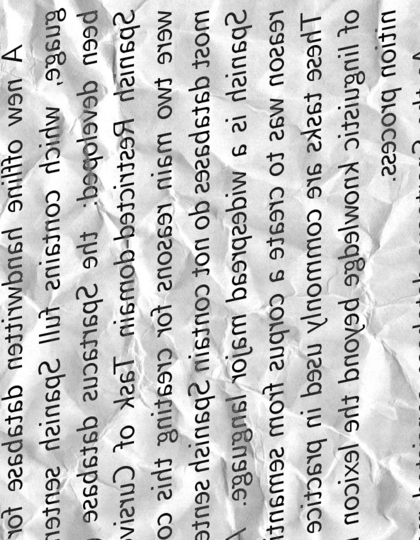 A new offline handwritten database for
guage, which contains full Spanish senten
been developed: the Spartacus database
Spanish Restricted-domain Task of Cursiv
were two main reasons for creating this co
most databases do not contain Spanish sente
Spanish is a widespread major language.
reason was to create a corpus from semanti
These tasks are commonly used in practice
of linguistic knowledge beyond the lexicon
nition process.